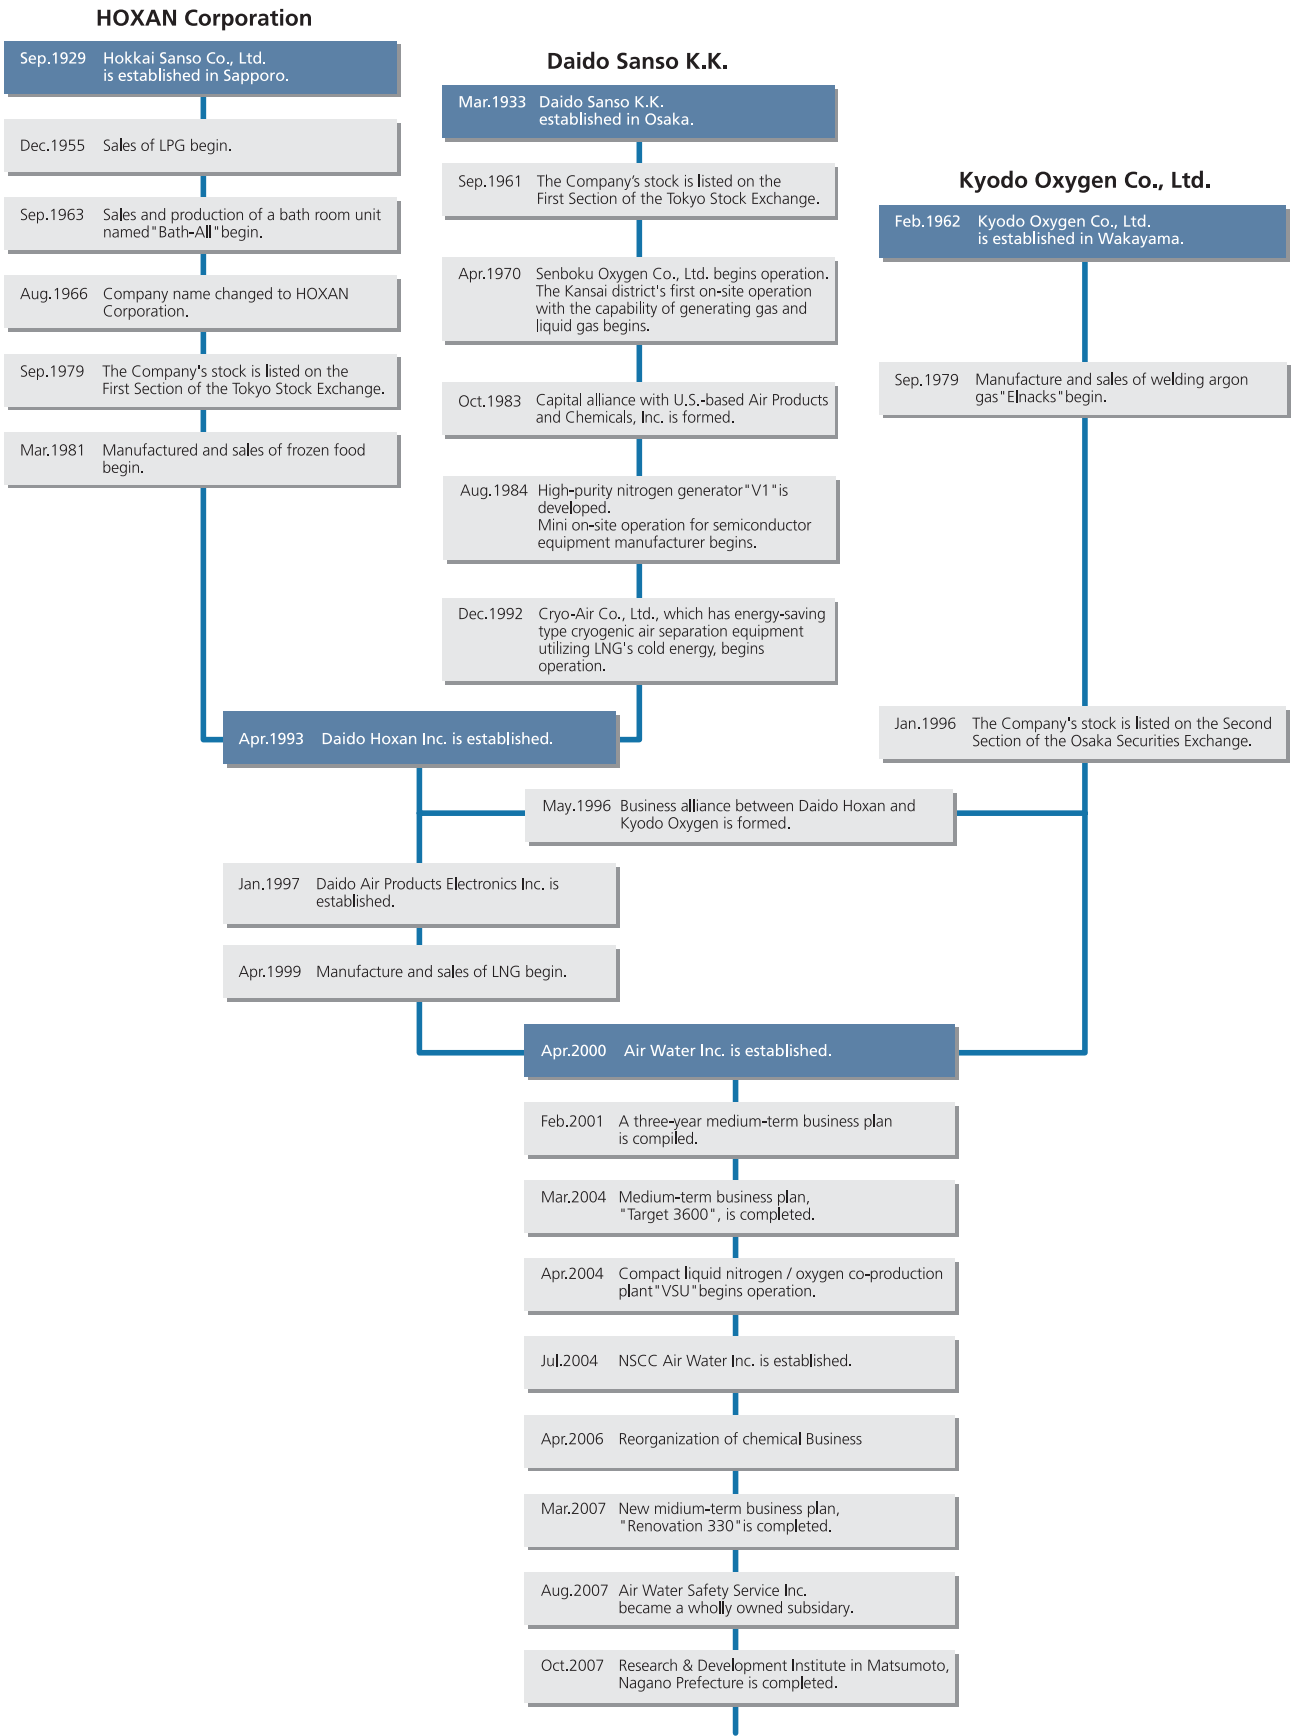 HOXAN Corporation
Sep.1929 Hokkai Sanso Co., Ltd.
is established in Sapporo.
Dec.1955 Sales of LPG begin.
Sep.1963 Sales and production of a bath room unit
named"Bath-All"begin.
Aug.1966 Company name changed to HOXAN
Corporation.
Sep.1979 The Company's stock is listed on the
First Section of the Tokyo Stock Exchange.
Mar.1981 Manufactured and sales of frozen food
begin.
Daido Sanso K.K.
Mar.1933 Daido Sanso K.K.
established in Osaka.
Sep.1961 The Company's stock is listed on the
First Section of the Tokyo Stock Exchange.
Apr.1970 Senboku Oxygen Co., Ltd. begins operation.
The Kansai district's first on-site operation
with the capability of generating gas and
liquid gas begins.
Oct.1983 Capital alliance with U.S.-based Air Products
and Chemicals, Inc. is formed.
Aug.1984 High-purity nitrogen generator"V1"is
developed.
Mini on-site operation for semiconductor
equipment manufacturer begins.
Dec.1992 Cryo-Air Co., Ltd., which has energy-saving
type cryogenic air separation equipment
utilizing LNG's cold energy, begins
operation.
Kyodo Oxygen Co., Ltd.
Feb.1962 Kyodo Oxygen Co., Ltd.
is established in Wakayama.
Sep.1979 Manufacture and sales of welding argon
gas"Elnacks"begin.
Jan.1996 The Company's stock is listed on the Second
Section of the Osaka Securities Exchange.
Apr.1993 Daido Hoxan Inc. is established.
May.1996 Business alliance between Daido Hoxan and
Kyodo Oxygen is formed.
Jan.1997 Daido Air Products Electronics Inc. is
established.
Apr.1999 Manufacture and sales of LNG begin.
Apr.2000 Air Water Inc. is established.
Feb.2001 A three-year medium-term business plan
is compiled.
Mar.2004 Medium-term business plan,
"Target 3600", is completed.
Apr.2004 Compact liquid nitrogen / oxygen co-production
plant"VSU"begins operation.
Jul.2004 NSCC Air Water Inc. is established.
Apr.2006 Reorganization of chemical Business
Mar.2007 New midium-term business plan,
"Renovation 330"is completed.
Aug.2007 Air Water Safety Service Inc.
became a wholly owned subsidary.
Oct.2007 Research & Development Institute in Matsumoto,
Nagano Prefecture is completed.